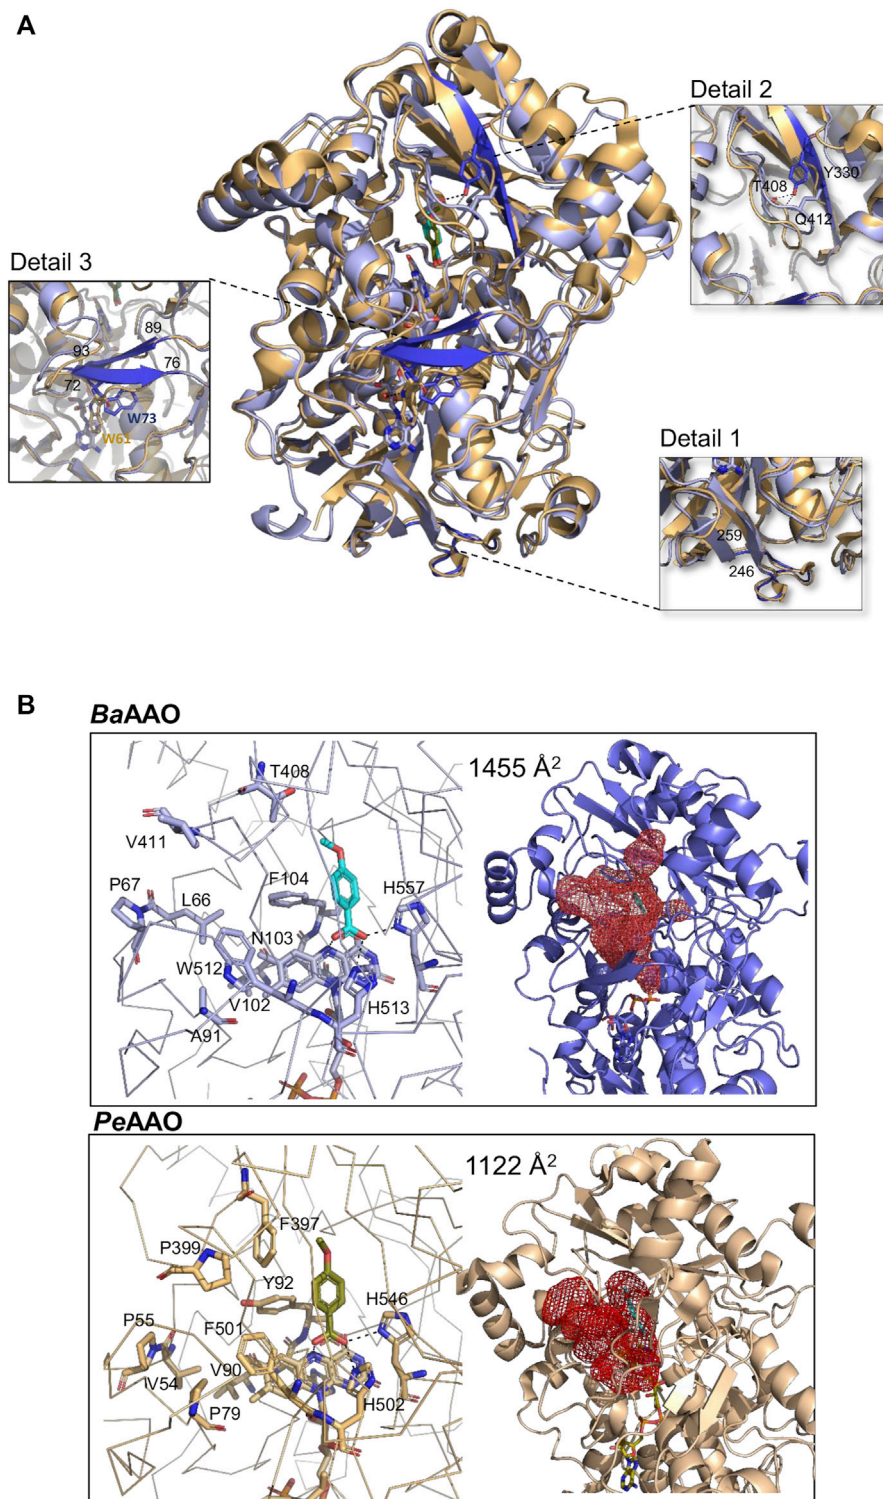 A
Detail 2
T408
Y330
Q412
Detail 3
89
93
76
72
W73
W61
Detail 1
259
246
B
BaAAO
1455 Å²
T408
V411
F104
H557
P67
L66
N103
W512
V102
H513
A91
PeAAO
1122 Å²
F397
P399
Y92
H546
P55
F501
V54
V90
H502
P79